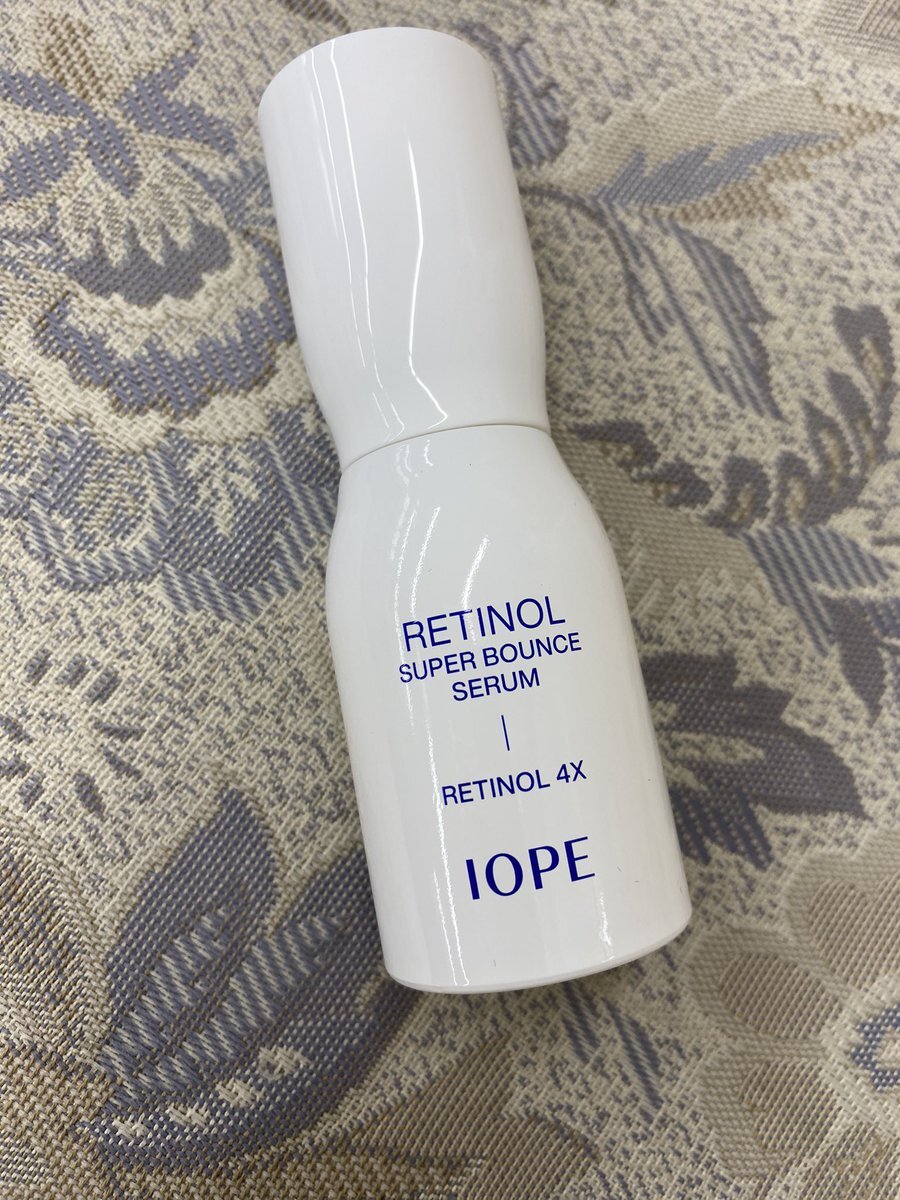 RETINOL
SUPER BOUNCE
SERUM
RETINOL 4X
IOPE